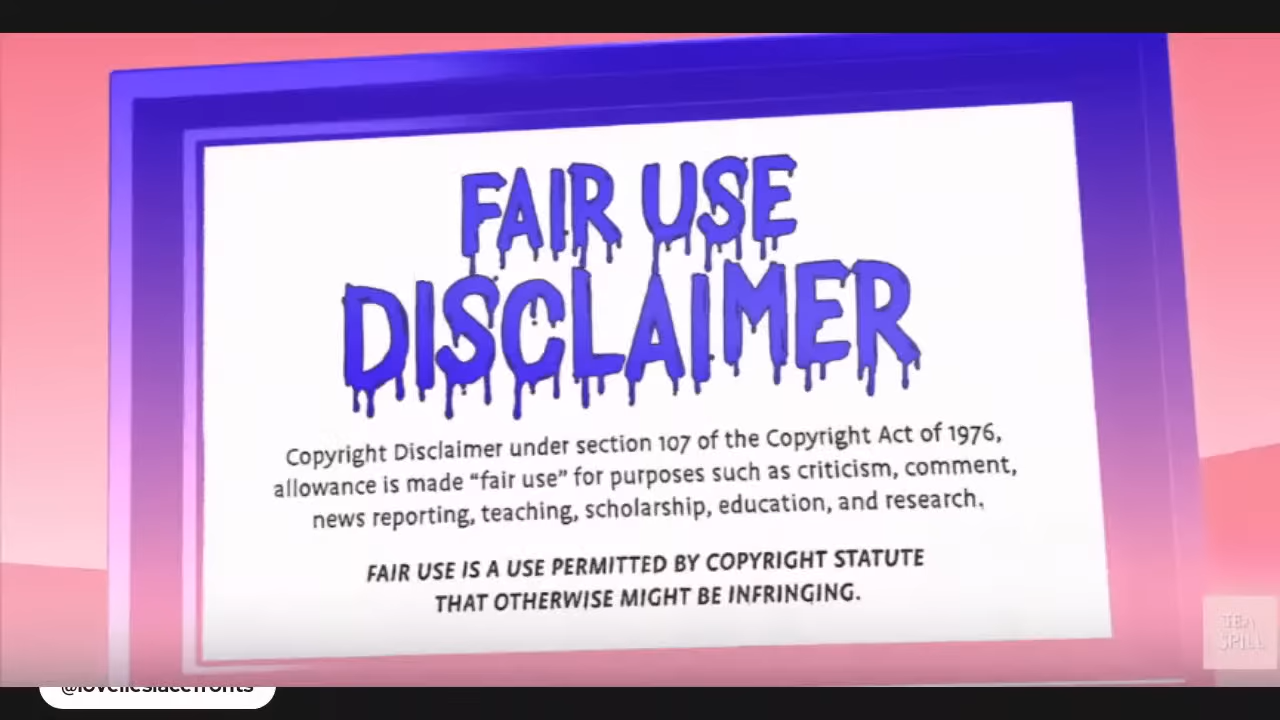 FAIR USE
DISCLAIMER
Copyright Disclaimer under section 107 of the Copyright Act of 1976,
allowance is made “fair use” for purposes such as criticism, comment,
news reporting, teaching, scholarship, education, and research.
FAIR USE IS A USE PERMITTED BY COPYRIGHT STATUTE
THAT OTHERWISE MIGHT BE INFRINGING.
TEA
SPILL